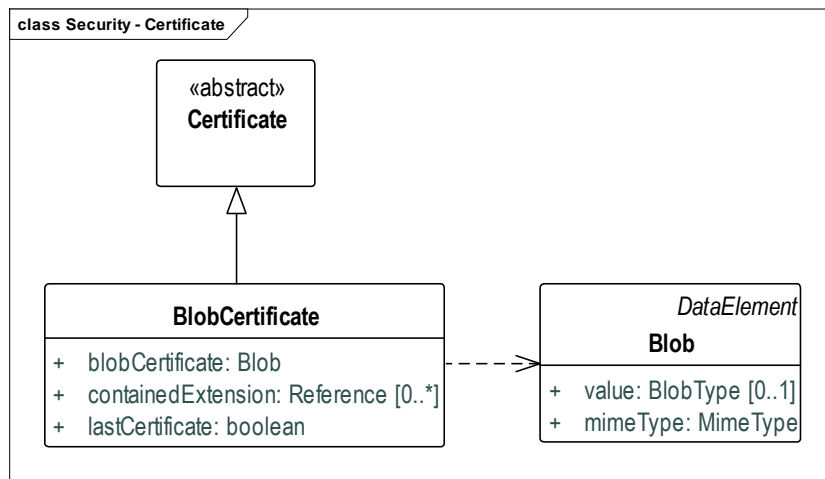 class Security - Certificate
«abstract»
Certificate
BlobCertificate
+ blobCertificate: Blob
+ containedExtension: Reference [0..*]
+ lastCertificate: boolean
DataElement
Blob
+ value: BlobType [0..1]
+ mimeType: MimeType